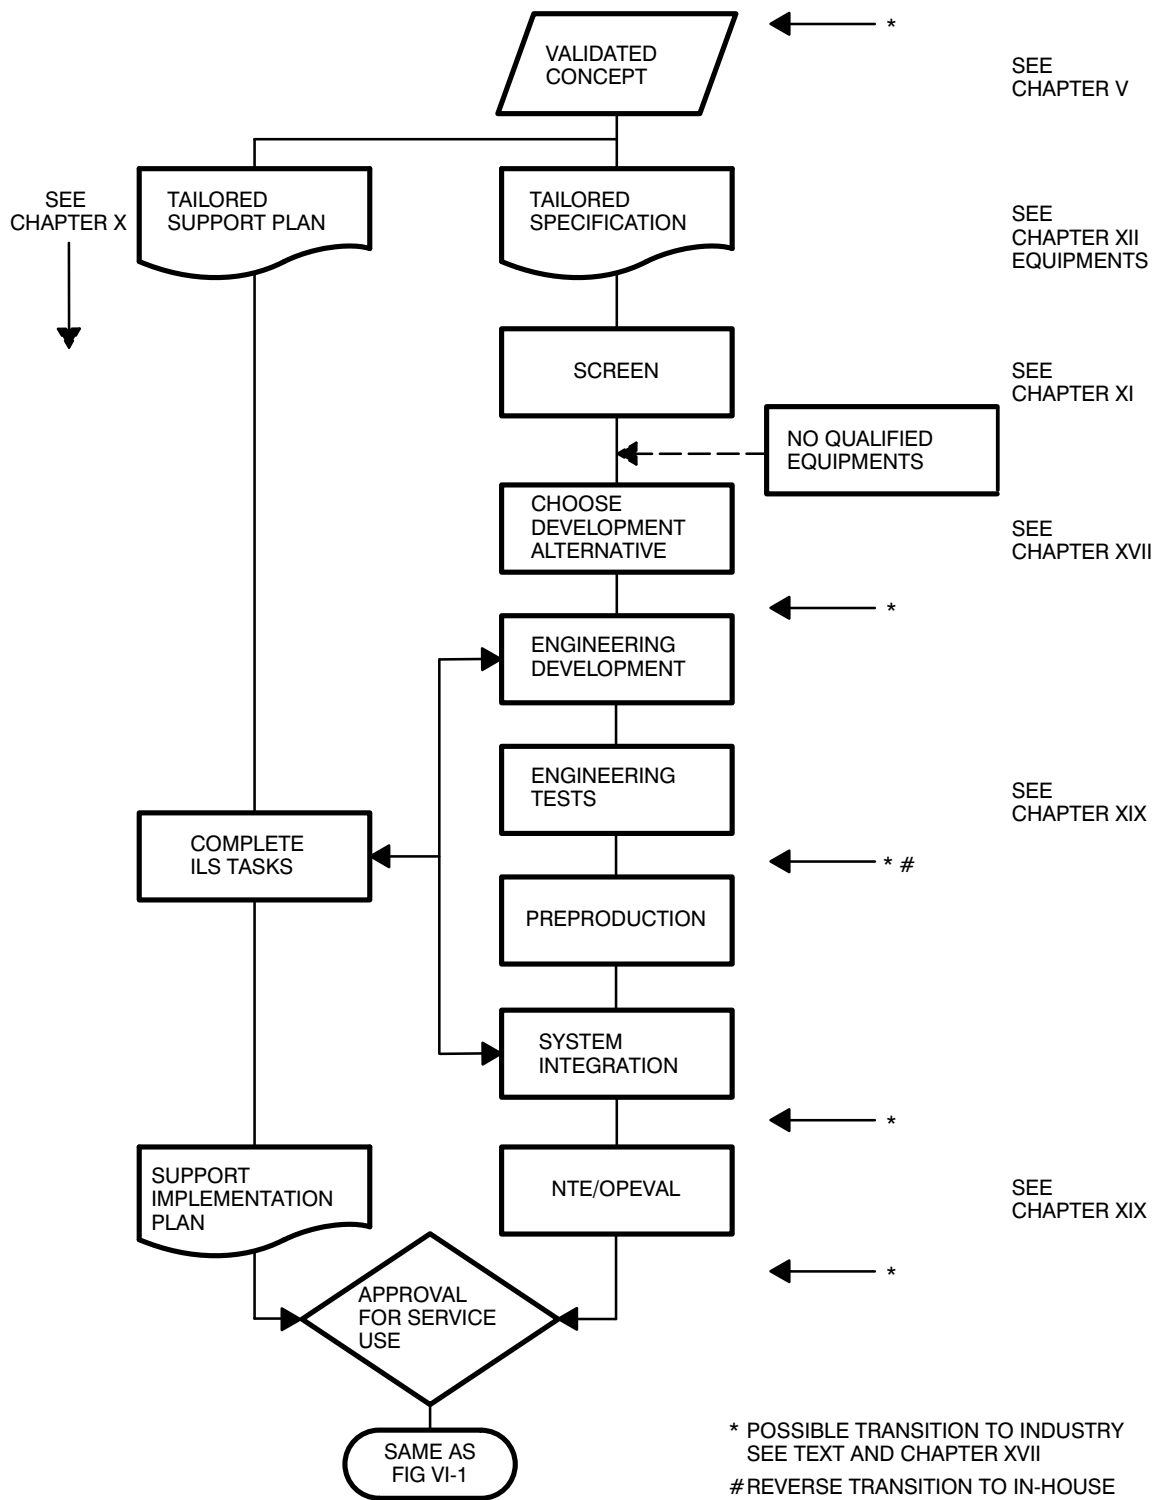 *
VALIDATED
CONCEPT
SEE
CHAPTER V
SEE
CHAPTER X
TAILORED
SUPPORT PLAN
TAILORED
SPECIFICATION
SEE
CHAPTER XII
EQUIPMENTS
SCREEN
SEE
CHAPTER XI
NO QUALIFIED
EQUIPMENTS
CHOOSE
DEVELOPMENT
ALTERNATIVE
SEE
CHAPTER XVII
*
ENGINEERING
DEVELOPMENT
ENGINEERING
TESTS
SEE
CHAPTER XIX
COMPLETE
ILS TASKS
* #
PREPRODUCTION
SYSTEM
INTEGRATION
*
SUPPORT
IMPLEMENTATION
PLAN
NTE/OPEVAL
SEE
CHAPTER XIX
*
APPROVAL
FOR SERVICE
USE
SAME AS
FIG VI-1
* POSSIBLE TRANSITION TO INDUSTRY
SEE TEXT AND CHAPTER XVII
# REVERSE TRANSITION TO IN-HOUSE